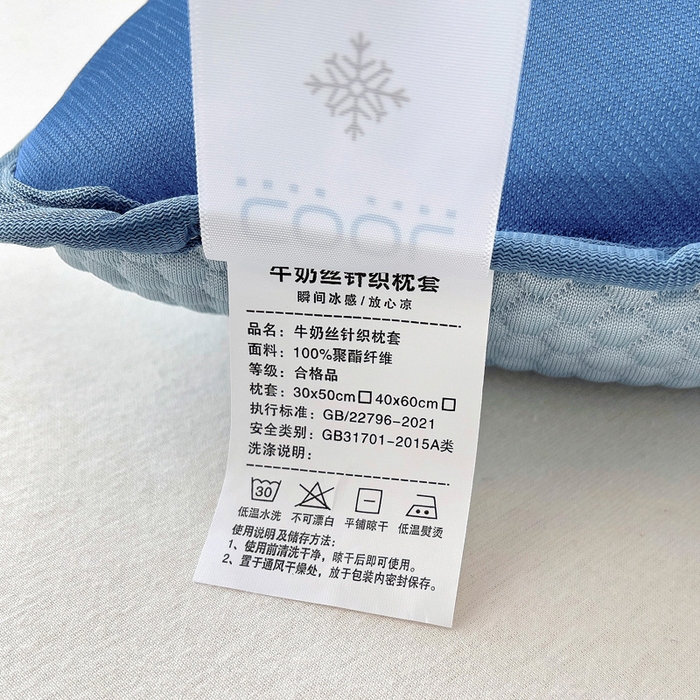 牛奶丝针织枕套
瞬间冰感/放心凉
品名：牛奶丝针织枕套
面料：100%聚酯纤维
等级：合格品
枕套：30x50cm□ 40x60cm□
执行标准：GB/22796-2021
安全类别：GB31701-2015A类
洗涤说明：
30
低温水洗 不可漂白 平铺晾干 低温熨烫
使用说明及储存方法：
1、使用前清洗干净，晾干后即可使用。
2、置于通风干燥处，放于包装内密封保存。